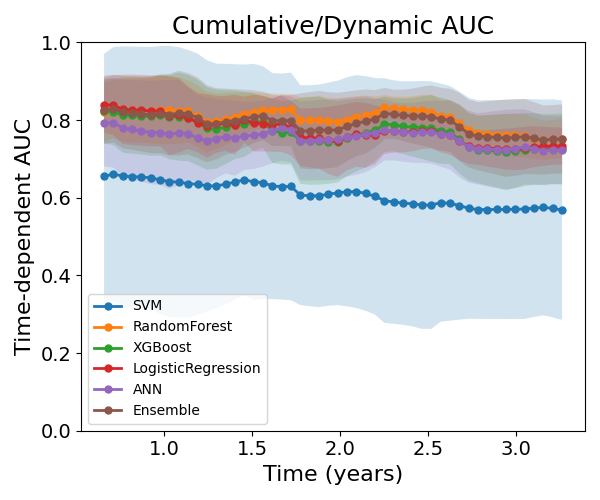 Cumulative/Dynamic AUC
Time-dependent AUC
1.0
0.8
0.6
0.4
0.2
0.0
SVM
RandomForest
XGBoost
LogisticRegression
ANN
Ensemble
1.0 1.5 2.0 2.5 3.0
Time (years)